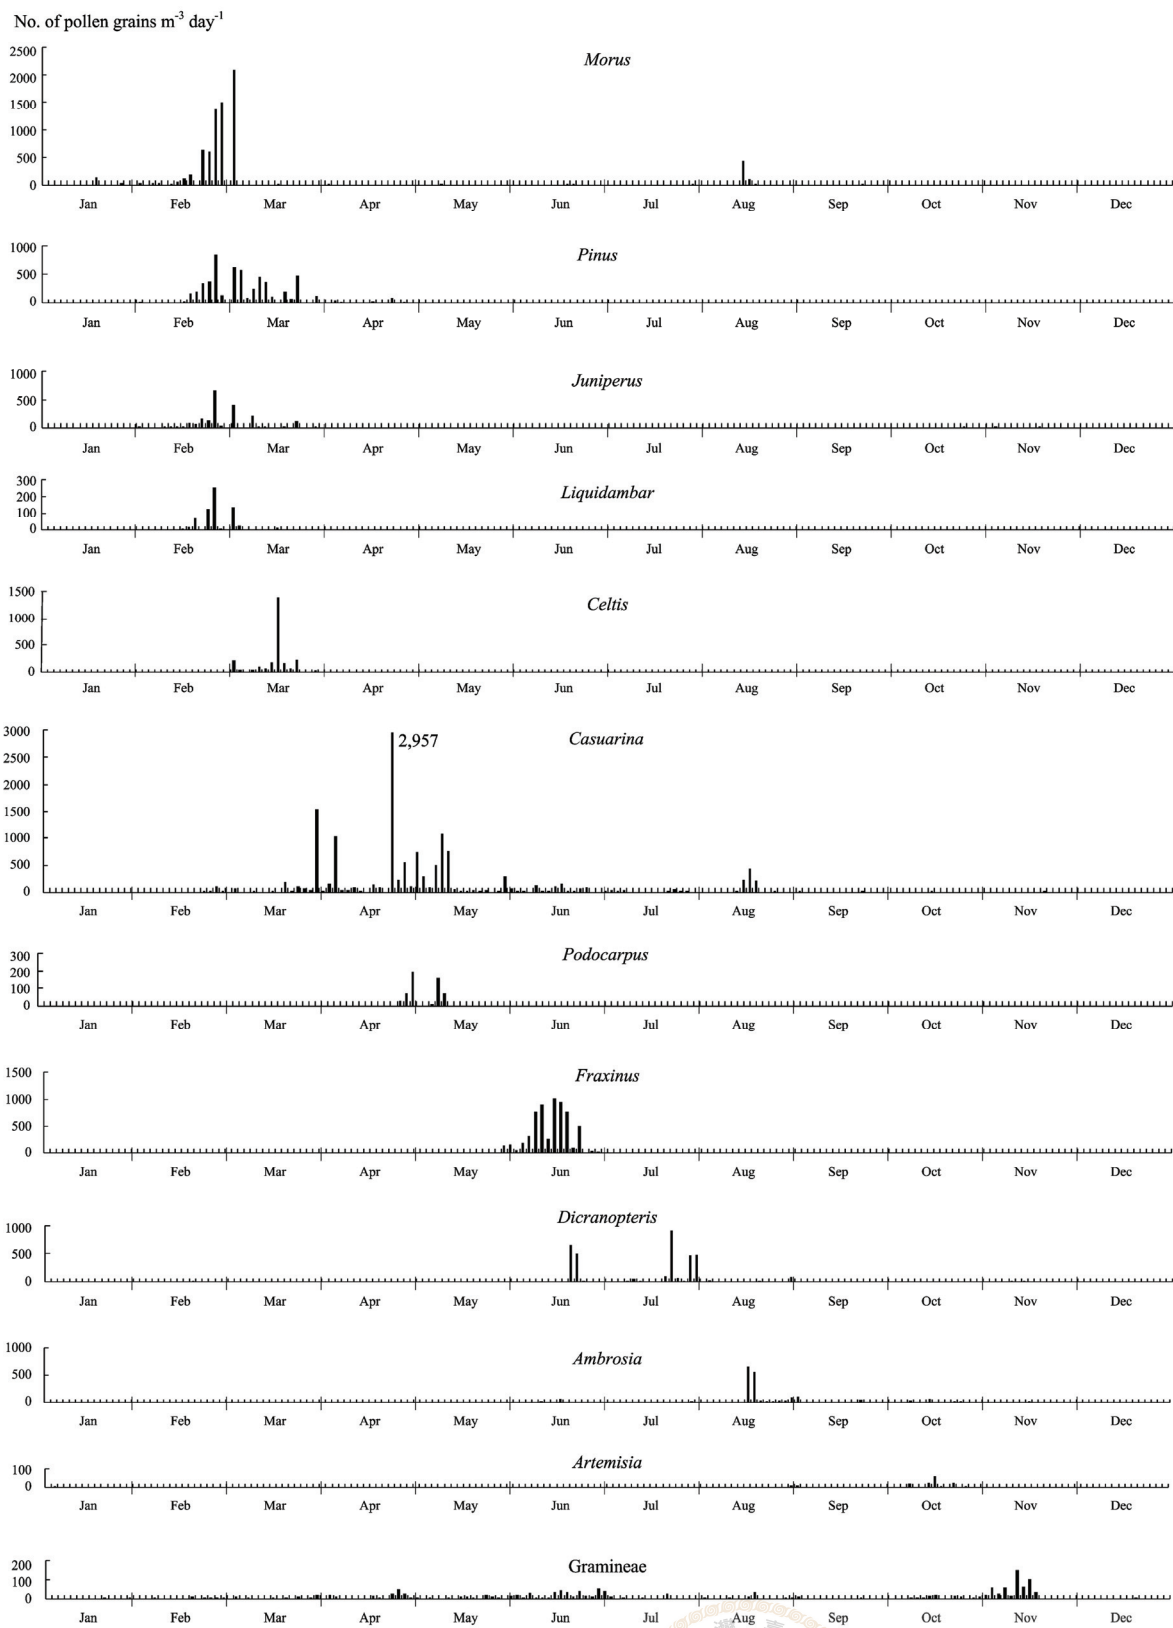 No. of pollen grains m-3 day-1
Morus
2500
2000
1500
1000
500
0
Jan Feb Mar Apr May Jun Jul Aug Sep Oct Nov Dec
Pinus
1000
500
0
Jan Feb Mar Apr May Jun Jul Aug Sep Oct Nov Dec
Juniperus
1000
500
0
Jan Feb Mar Apr May Jun Jul Aug Sep Oct Nov Dec
Liquidambar
300
200
100
0
Jan Feb Mar Apr May Jun Jul Aug Sep Oct Nov Dec
Celtis
1500
1000
500
0
Jan Feb Mar Apr May Jun Jul Aug Sep Oct Nov Dec
Casuarina
3000
2,957
2500
2000
1500
1000
500
0
Jan Feb Mar Apr May Jun Jul Aug Sep Oct Nov Dec
Podocarpus
300
200
100
0
Jan Feb Mar Apr May Jun Jul Aug Sep Oct Nov Dec
Fraxinus
1500
1000
500
0
Jan Feb Mar Apr May Jun Jul Aug Sep Oct Nov Dec
Dicranopteris
1000
500
0
Jan Feb Mar Apr May Jun Jul Aug Sep Oct Nov Dec
Ambrosia
1000
500
0
Jan Feb Mar Apr May Jun Jul Aug Sep Oct Nov Dec
Artemisia
100
0
Jan Feb Mar Apr May Jun Jul Aug Sep Oct Nov Dec
Gramineae
200
100
0
Jan Feb Mar Apr May Jun Jul Aug Sep Oct Nov Dec